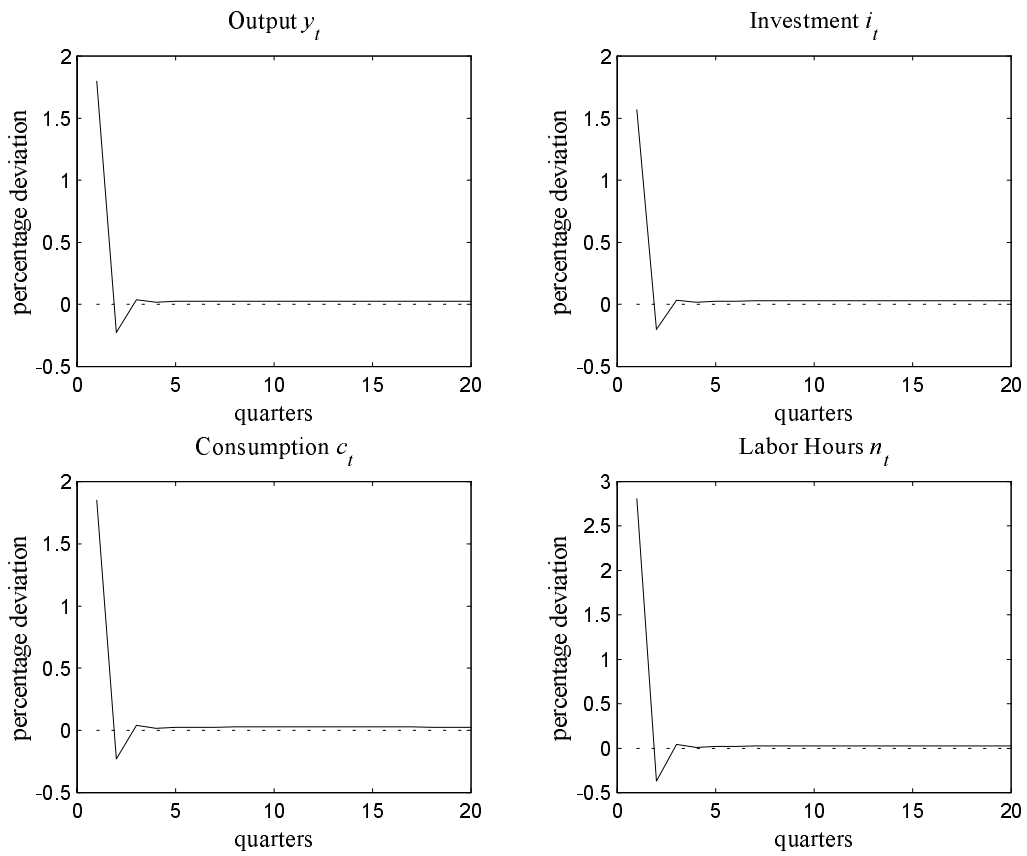 Output y_t
percentage deviation
2
1.5
1
0.5
0
-0.5
0 5 10 15 20
quarters
Investment i_t
percentage deviation
2
1.5
1
0.5
0
-0.5
0 5 10 15 20
quarters
Consumption c_t
percentage deviation
2
1.5
1
0.5
0
-0.5
0 5 10 15 20
quarters
Labor Hours n_t
percentage deviation
3
2.5
2
1.5
1
0.5
0
-0.5
0 5 10 15 20
quarters